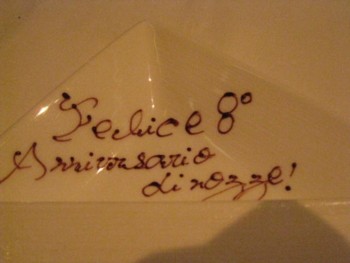 Felice 8°
Anniversario
di nozze!